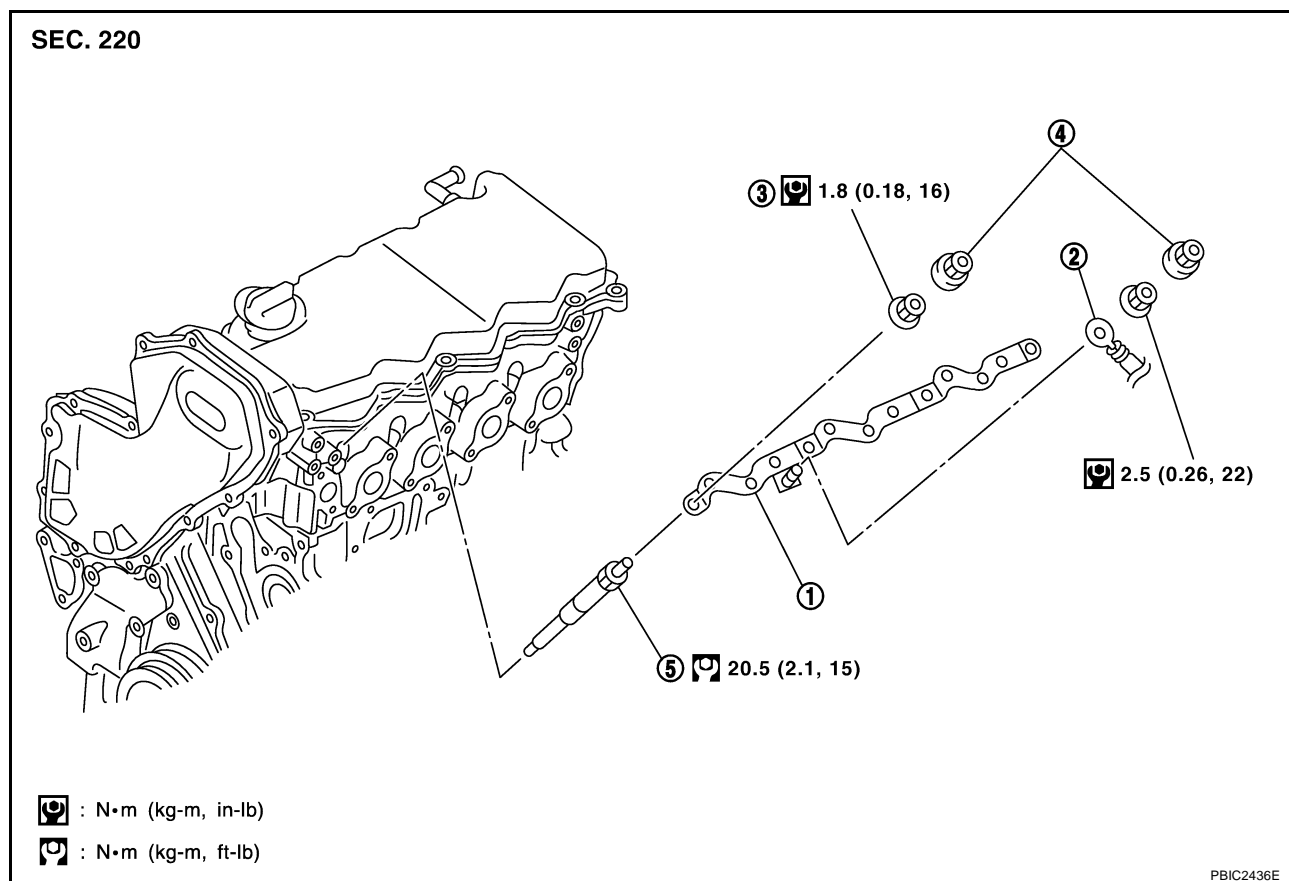 SEC. 220
④
③ 1.8 (0.18, 16)
②
2.5 (0.26, 22)
①
⑤ 20.5 (2.1, 15)
: N•m (kg-m, in-lb)
: N•m (kg-m, ft-lb)
PBIC2436E